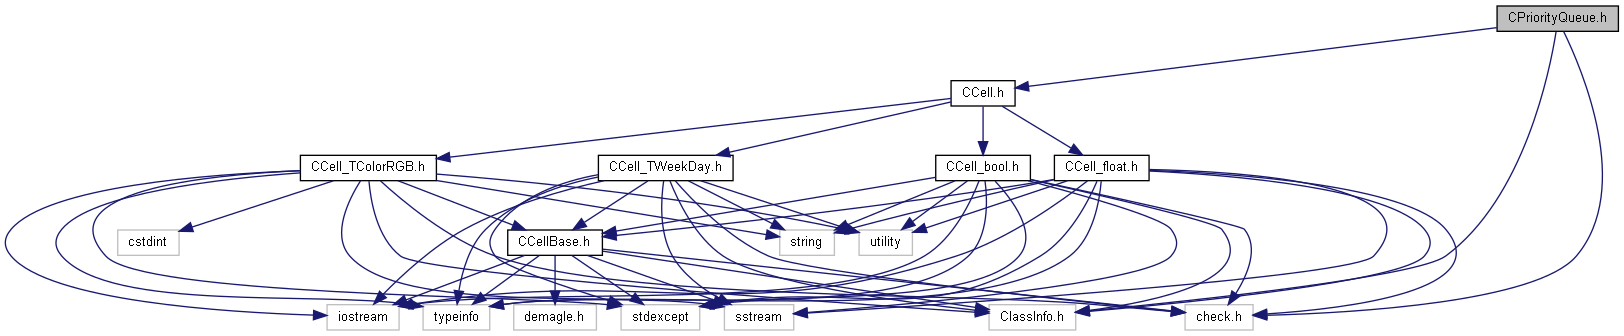 CPriorityQueue.h
CCell.h
CCell_TColorRGB.h
CCell_TWeekDay.h
CCell_bool.h
CCell_float.h
cstdint
CCellBase.h
string
utility
iostream
typeinfo
demagle.h
stdexcept
sstream
ClassInfo.h
check.h